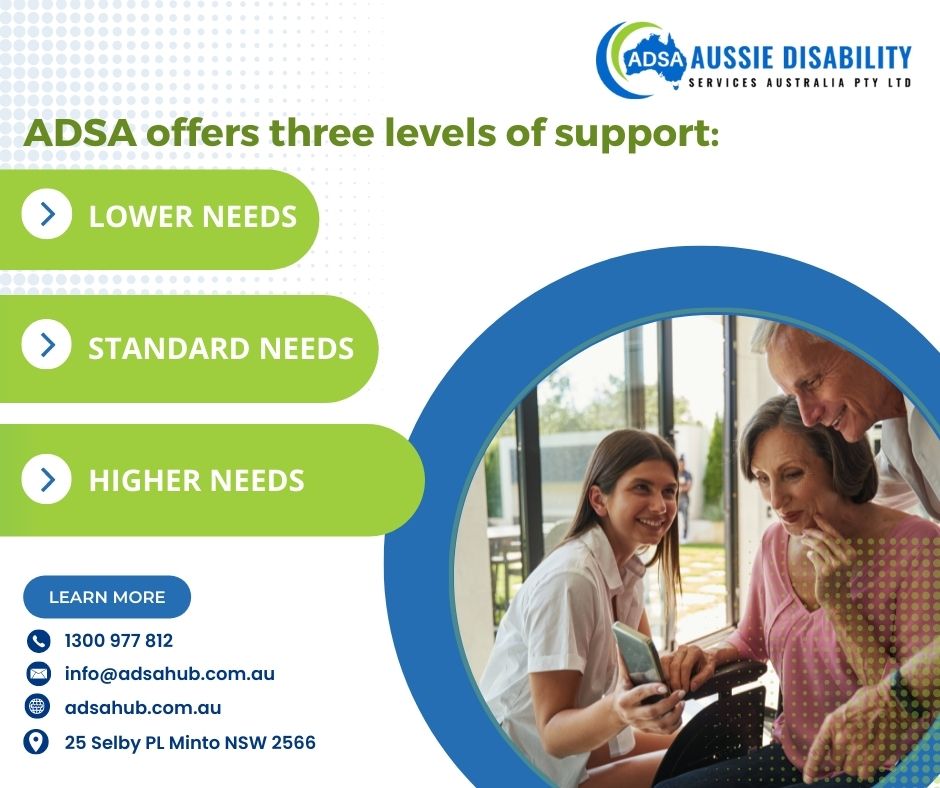 ADSA AUSSIE DISABILITY
SERVICES AUSTRALIA PTY LTD
ADSA offers three levels of support:
LOWER NEEDS
STANDARD NEEDS
HIGHER NEEDS
LEARN MORE
1300 977 812
info@adsahub.com.au
adsahub.com.au
25 Selby PL Minto NSW 2566